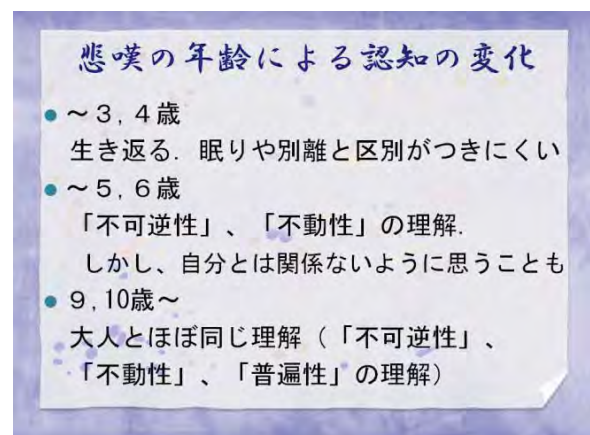 悲嘆の年齢による認知の変化
● ～３,４歳
生き返る．眠りや別離と区別がつきにくい
● ～５,６歳
「不可逆性」、「不動性」の理解．
しかし、自分とは関係ないように思うことも
● ９,10歳～
大人とほぼ同じ理解（「不可逆性」、
「不動性」、「普遍性」の理解）